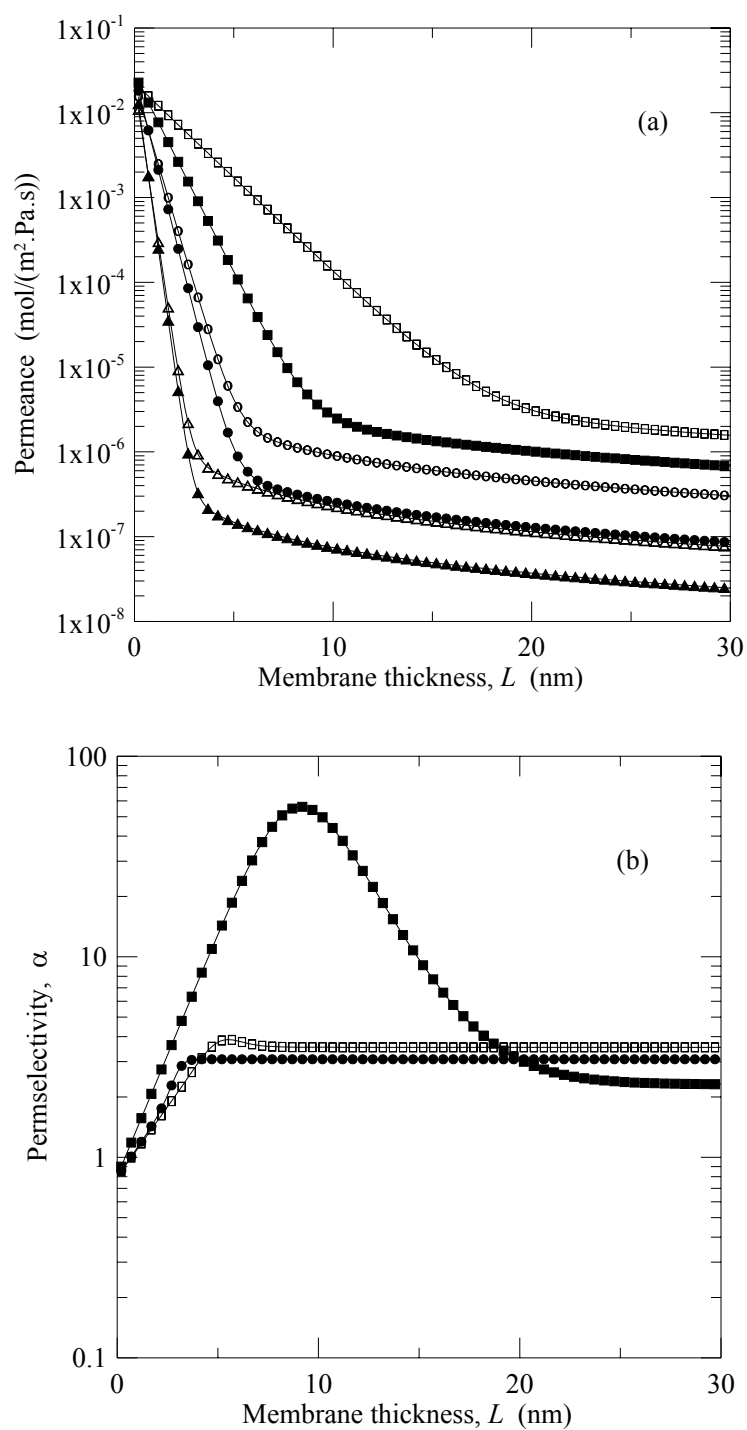 1x10⁻¹
(a)
1x10⁻²
1x10⁻³
1x10⁻⁴
1x10⁻⁵
1x10⁻⁶
1x10⁻⁷
1x10⁻⁸
Permeance (mol/(m².Pa.s))
0 10 20 30
Membrane thickness, L (nm)
100
(b)
10
1
0.1
Permselectivity, α
0 10 20 30
Membrane thickness, L (nm)